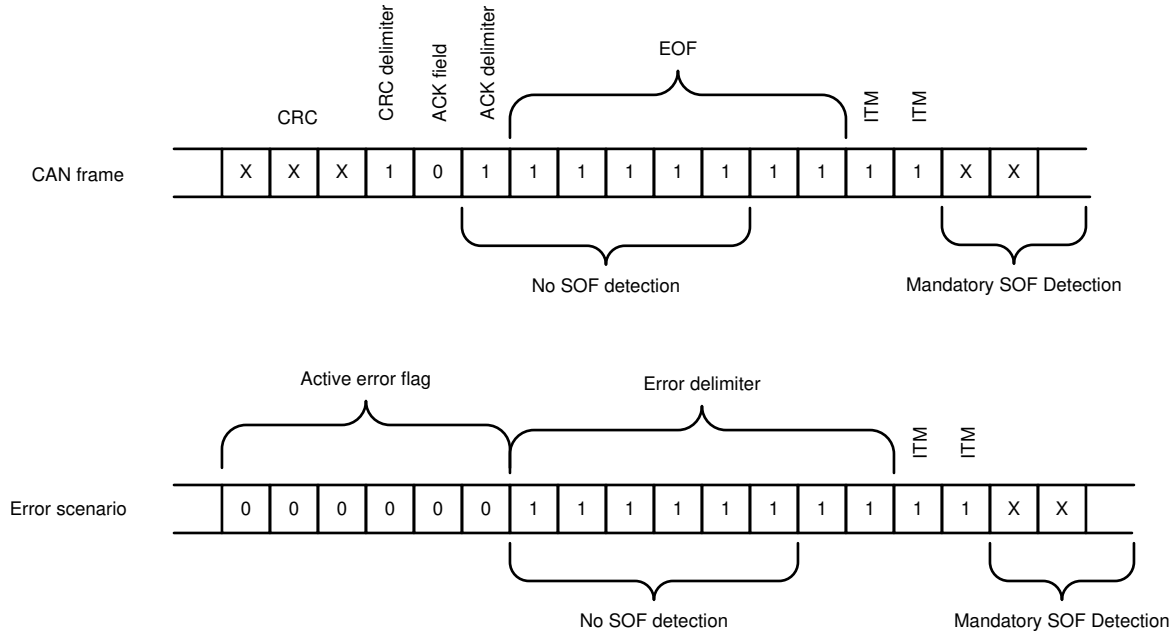 CRC delimiter
ACK field
ACK delimiter
EOF
CRC
ITM
ITM
CAN frame
X X X 1 0 1 1 1 1 1 1 1 1 1 1 X X
No SOF detection
Mandatory SOF Detection
Active error flag
Error delimiter
ITM
ITM
Error scenario
0 0 0 0 0 0 1 1 1 1 1 1 1 1 1 1 X X
No SOF detection
Mandatory SOF Detection